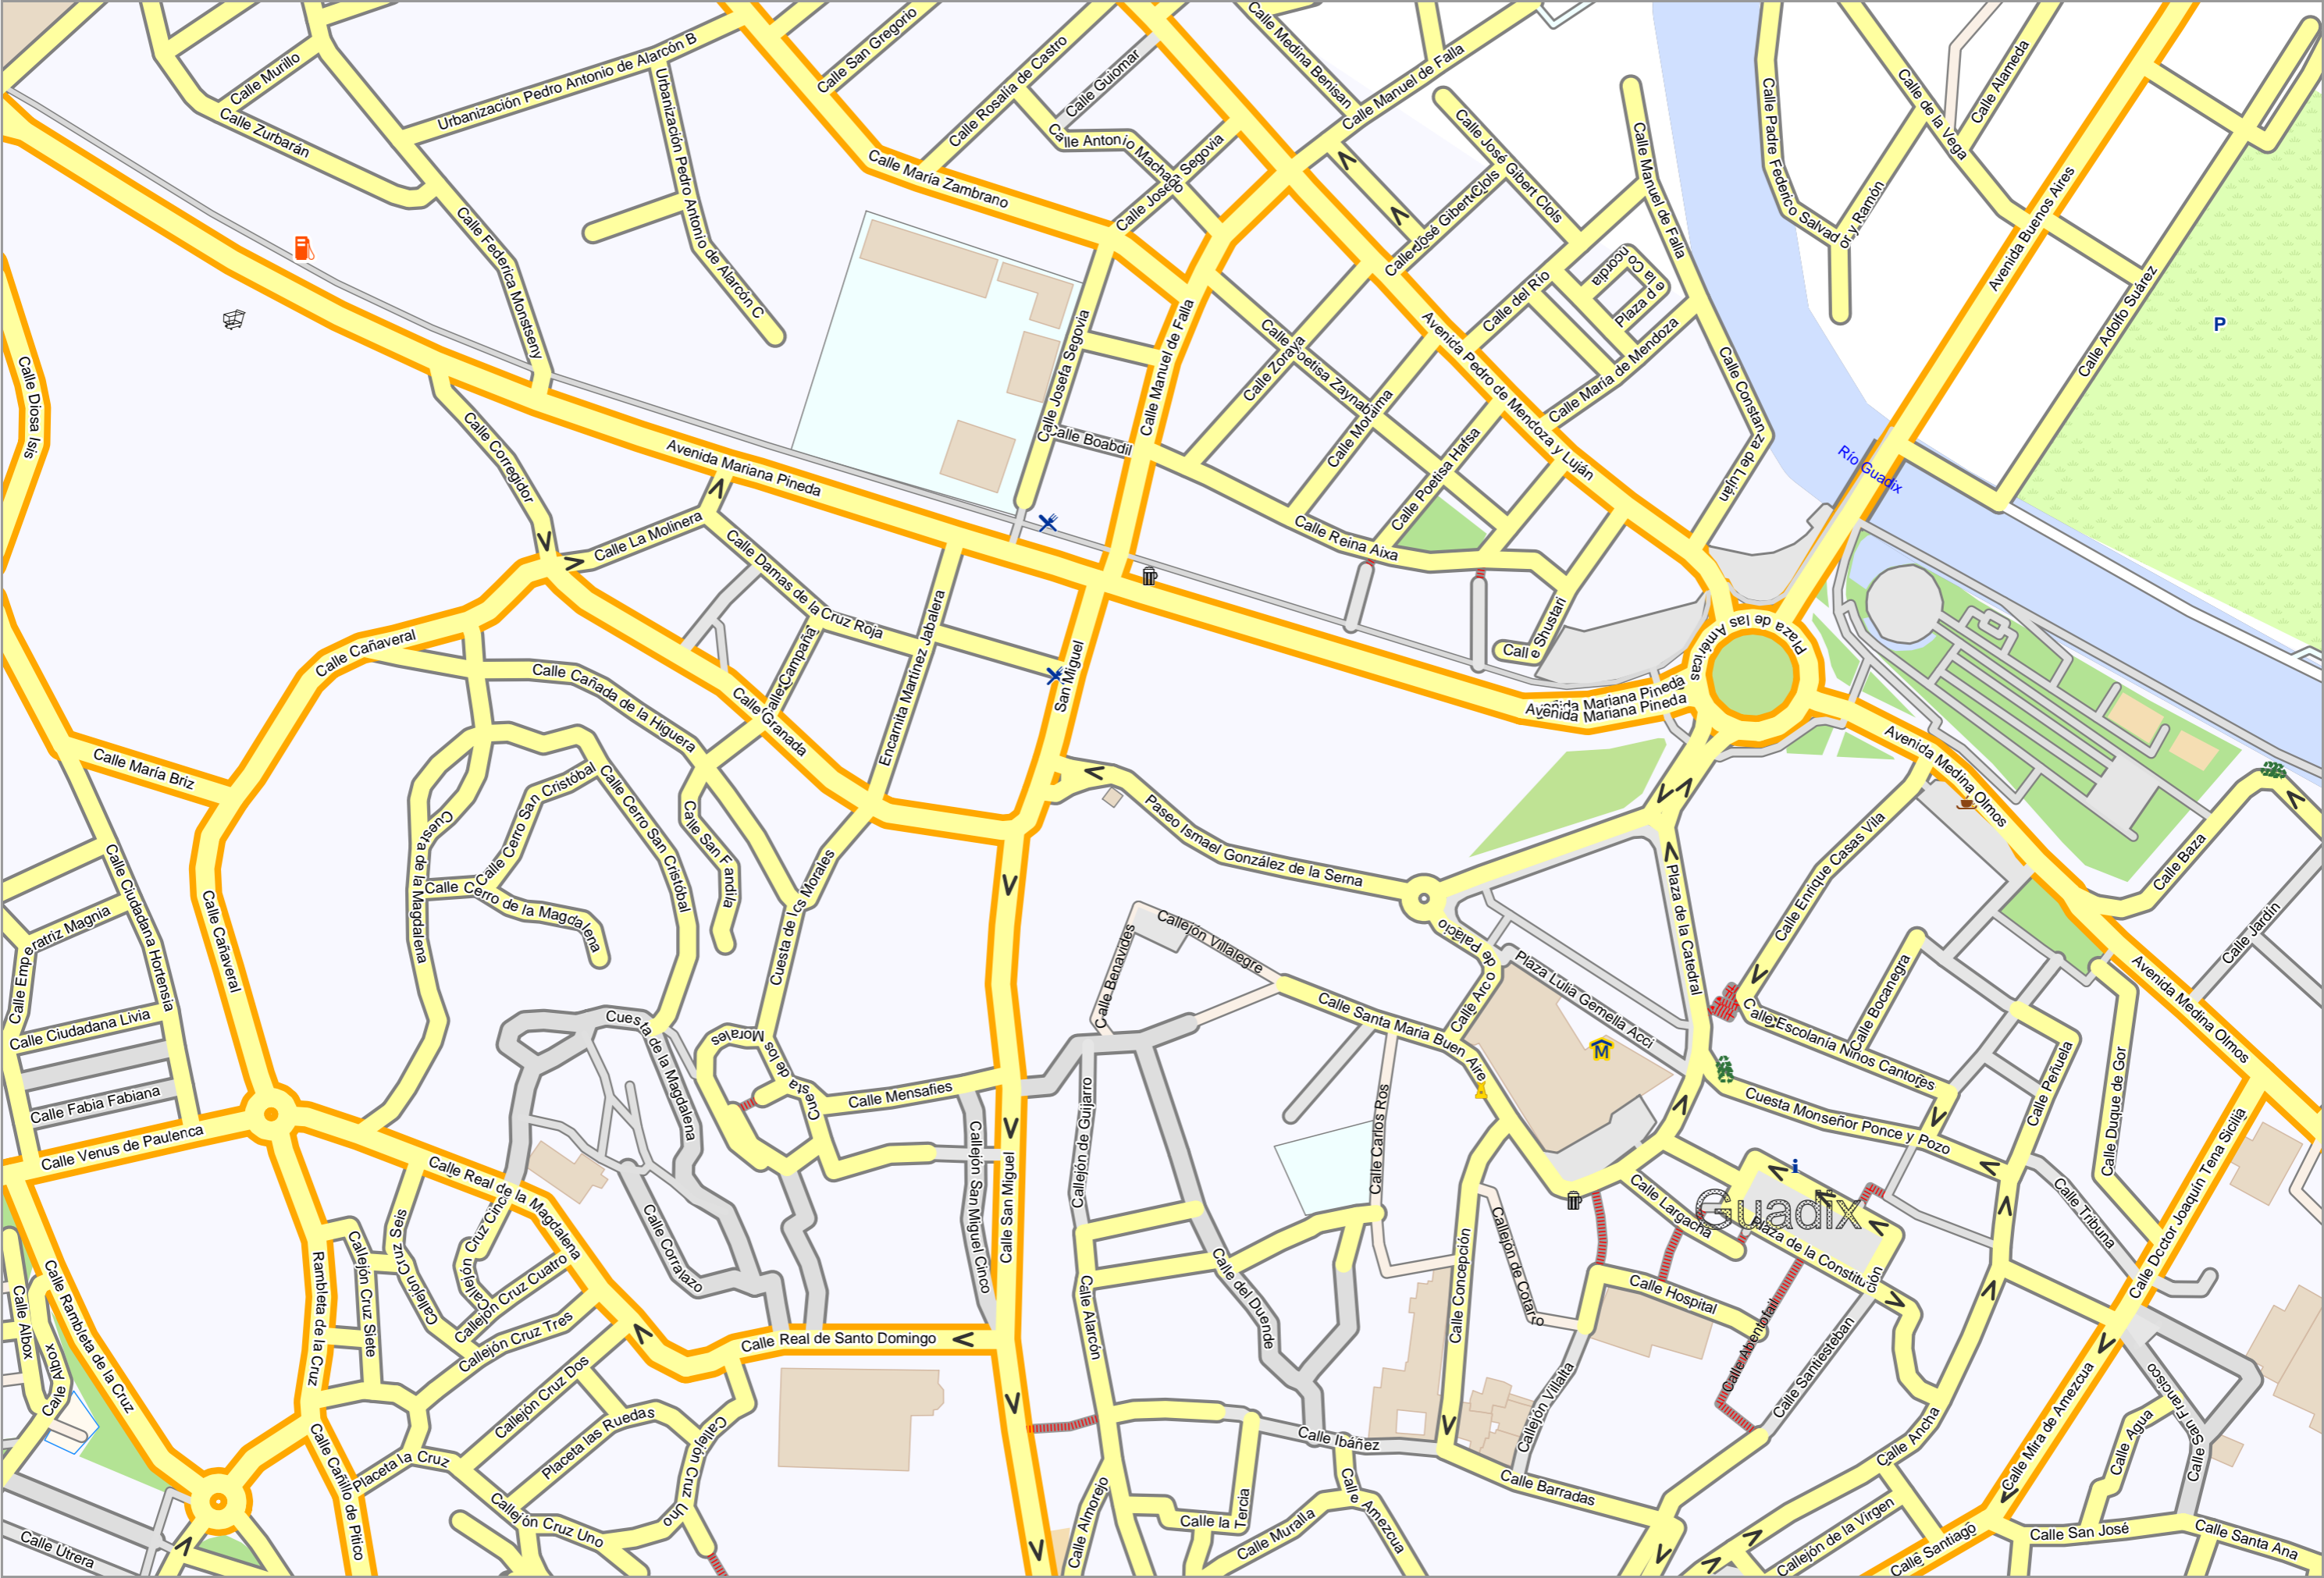 Calle Murillo
Calle Zurbarán
Urbanización Pedro Antonio de Alarcón B
Urbanización Pedro Antonio de Alarcón C
Calle San Gregorio
Calle Rosalía de Castro
Calle Guiomar
Calle Antonio Machado
Calle María Zambrano
Calle Josefa Segovia
Calle Medina Benisan
Calle Manuel de Falla
Calle José Gibert Clols
Calle José Gibert Clols
Calle Manuel de Falla
Calle Padre Federico Salvador y Ramón
Calle de la Vega
Calle Alameda
Avenida Buenos Aires
Calle Adolfo Suárez
P
Calle Federica Monstseny
Calle Diosa Isis
Calle Corregidor
Avenida Mariana Pineda
Calle Josefa Segovia
Calle Boabdil
Calle Manuel de Falla
Calle Zoraya
Calle Poetisa Zaynab
Calle Moraima
Calle Poetisa Hafsa
Calle Reina Aixa
Avenida Pedro de Mendoza y Luján
Calle del Río
Plaza de la Concordia
Calle Maria de Mendoza
Calle Constanza de Luján
Río Guadix
Calle La Molinera
Calle Damas de la Cruz Roja
Calle Campaña
Encarnita Martínez Jabalera
San Miguel
Calle Shustari
Plaza de las Américas
Avenida Mariana Pineda
Avenida Mariana Pineda
Avenida Medina Olmos
Calle Cañaveral
Calle Cañada de la Higuera
Calle Granada
Calle María Briz
Calle Cerro San Cristóbal
Calle Cerro San Cristóbal
Calle San Fandila
Cuesta de la Magdalena
Calle Cerro de la Magdalena
Cuesta de los Morales
Paseo Ismael González de la Serna
Calle Baza
Calle Jardín
Calle Enrique Casas Vila
Plaza de la Catedral
Calle Ciudadana Hortensia
Calle Emperatriz Magnia
Calle Cañaveral
Calle Ciudadana Livia
Calle Fabia Fabiana
Calle Venus de Paulenca
Callejón Villalegre
Calle Benavides
Calle Arco de Palacio
Plaza Lulia Gemella Acci
Calle Santa Maria Buen Aire
M
Calle Bocanegra
Calle Escolanía Niños Cantores
Avenida Medina Olmos
Cuesta de la Magdalena
Cuesta de los Morales
Calle Mensafies
Callejón de Guijarro
Calle Carlos Ros
Cuesta Monseñor Ponce y Pozo
Calle Peñuela
Calle Duque de Gor
Calle Real de la Magdalena
Callejón San Miguel Cinco
Calle San Miguel
Calle Concepción
Callejón de Cotarro
Calle Largacha
Guadix
i
Plaza de la Constitución
Calle Tribuna
Calle Docctor Joaquín Tena Sicilia
Calle Rambleta de la Cruz
Rambleta de la Cruz
Callejón Cruz Siete
Callejón Cruz Seis
Callejón Cruz Cinco
Callejón Cruz Cuatro
Callejón Cruz Tres
Callejón Cruz Dos
Calle Corralazo
Calle Real de Santo Domingo
Calle Alarcón
Calle del Duende
Calle Hospital
Calle Abentofail
Calle Santiesteban
Calle Albox
Calle Albox
Calle Cañillo de Pitico
Placeta la Cruz
Placeta las Ruedas
Callejón Cruz Uno
Callejón Cruz Uno
Calle Ibáñez
Callejón Villalta
Calle Barradas
Calle Ancha
Calle Mira de Amezcua
Calle Agua
Calle San Francisco
Calle Utrera
Calle Almorejo
Calle la Tercia
Calle Muralla
Calle Amezcua
Callejón de la Virgen
Calle Santiago
Calle San José
Calle Santa Ana